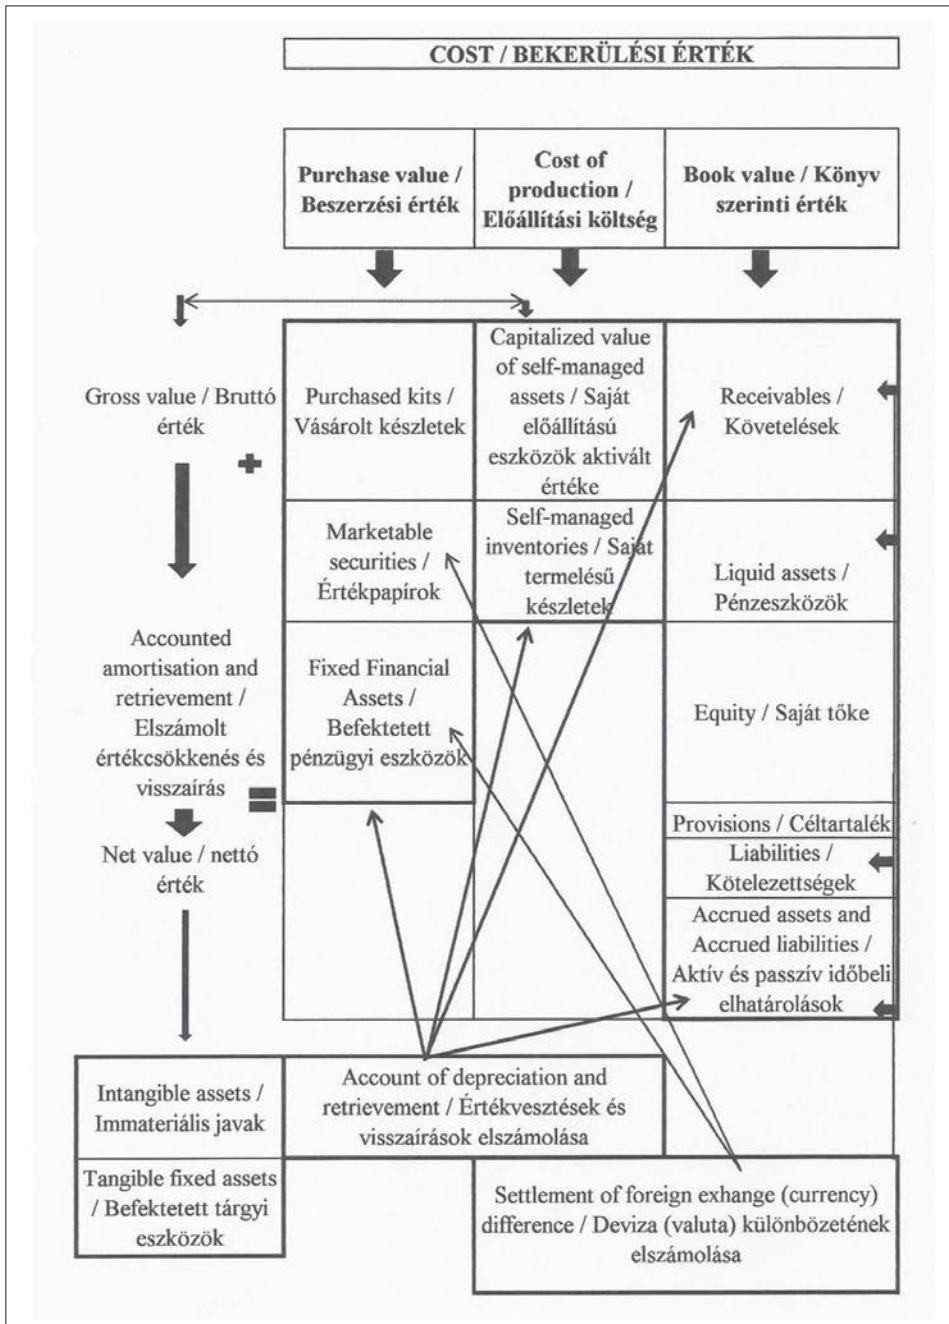 COST / BEKERÜLÉSI ÉRTÉK
Purchase value /
Beszerzési érték
Cost of
production /
Előállítási költség
Book value / Könyv
szerinti érték
Gross value / Bruttó
érték
Purchased kits /
Vásárolt készletek
Capitalized value
of self-managed
assets / Saját
előállítású
eszközök aktivált
értéke
Receivables /
Követelések
Marketable
securities /
Értékpapírok
Self-managed
inventories / Saját
termelésű
készletek
Liquid assets /
Pénzeszközök
Accounted
amortisation and
retrievement /
Elszámolt
értékcsökkenés és
visszaírás
Fixed Financial
Assets /
Befektetett
pénzügyi eszközök
Equity / Saját tőke
Provisions / Céltartalék
Net value / nettó
érték
Liabilities /
Kötelezettségek
Accrued assets and
Accrued liabilities /
Aktív és passzív időbeli
elhatárolások
Intangible assets /
Immateriális javak
Account of depreciation and
retrievement / Értékvesztések és
visszaírások elszámolása
Tangible fixed assets
/ Befektetett tárgyi
eszközök
Settlement of foreign exhange (currency)
difference / Deviza (valuta) különbözetének
elszámolása